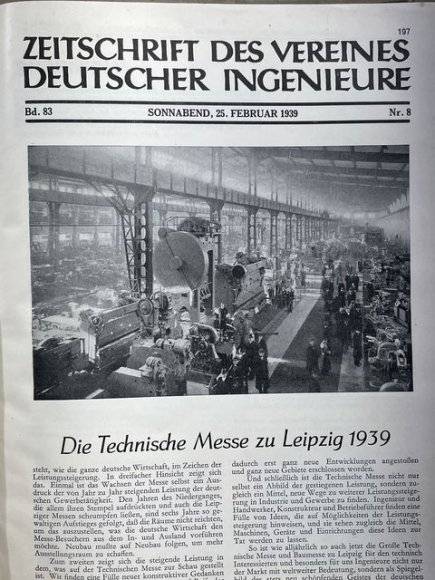 197
ZEITSCHRIFT DES VEREINES
DEUTSCHER INGENIEURE
Bd. 83 SONNABEND, 25. FEBRUAR 1939 Nr. 8
Die Technische Messe zu Leipzig 1939
steht, wie die ganze deutsche Wirtschaft, im Zeichen der
Leistungssteigerung. In dreifacher Hinsicht zeigt sich
das. Einmal ist das Wachsen der Messe selbst ein Aus-
druck der von Jahr zu Jahr steigenden Leistung der deut-
schen Gewerbetätigkeit. Den Jahren des Niederganges,
die allem ihren Stempel aufdrücken und auch die Leip-
ziger Messen schrumpfen ließen, sind sechs Jahre so ge-
waltigen Aufstieges gefolgt, daß die Räume nicht reichten,
um das auszustellen, was die deutsche Wirtschaft den
Messe-Besuchern aus dem In- und Ausland vorführen
möchte. Neubau mußte auf Neubau folgen, um mehr
Ausstellungsraum zu schaffen.
Zum zweiten zeigt sich die steigende Leistung in
dem, was auf der Technischen Messe zur Schau gestellt
ist. Wir finden eine Fülle neuer konstruktiver Gedanken
dadurch erst ganz neue Entwicklungen angestoßen
und ganz neue Gebiete erschlossen worden.
Und schließlich ist die Technische Messe nicht nur
selbst ein Abbild der gestiegenen Leistung, sondern zu-
gleich ein Mittel, neue Wege zu weiterer Leistungssteige-
rung in Industrie und Gewerbe zu finden. Ingenieur und
Handwerker, Konstrukteur und Betriebsführer finden eine
Fülle von Ideen, die auf Möglichkeiten der Leistungs-
steigerung hinweisen, und sie sehen zugleich die Mittel,
Maschinen, Geräte und Einrichtungen diese Ideen zur
Tat werden zu lassen.
So ist wie alljährlich so auch jetzt die Große Tech-
nische Messe und Baumesse zu Leipzig für den technisch
Interessierten und besonders für uns Ingenieure nicht nur
der Markt mit weltweiter Bedeutung, sondern als Spiegel-
bild des stets schöpferischen Geistes der deutschen